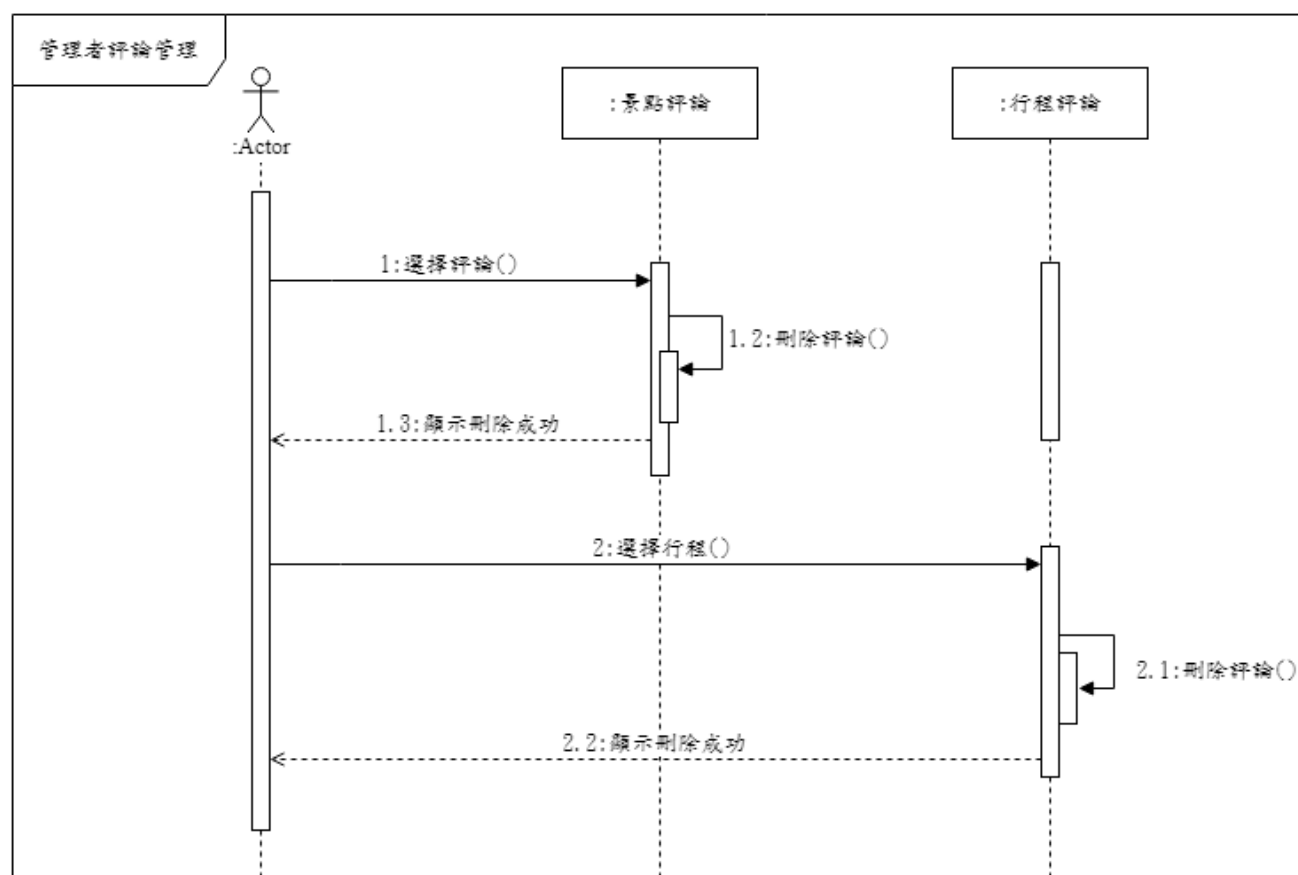 管理者評論管理
:Actor
:景點評論
:行程評論
1:選擇評論()
1.2:刪除評論()
1.3:顯示刪除成功
2:選擇行程()
2.1:刪除評論()
2.2:顯示刪除成功